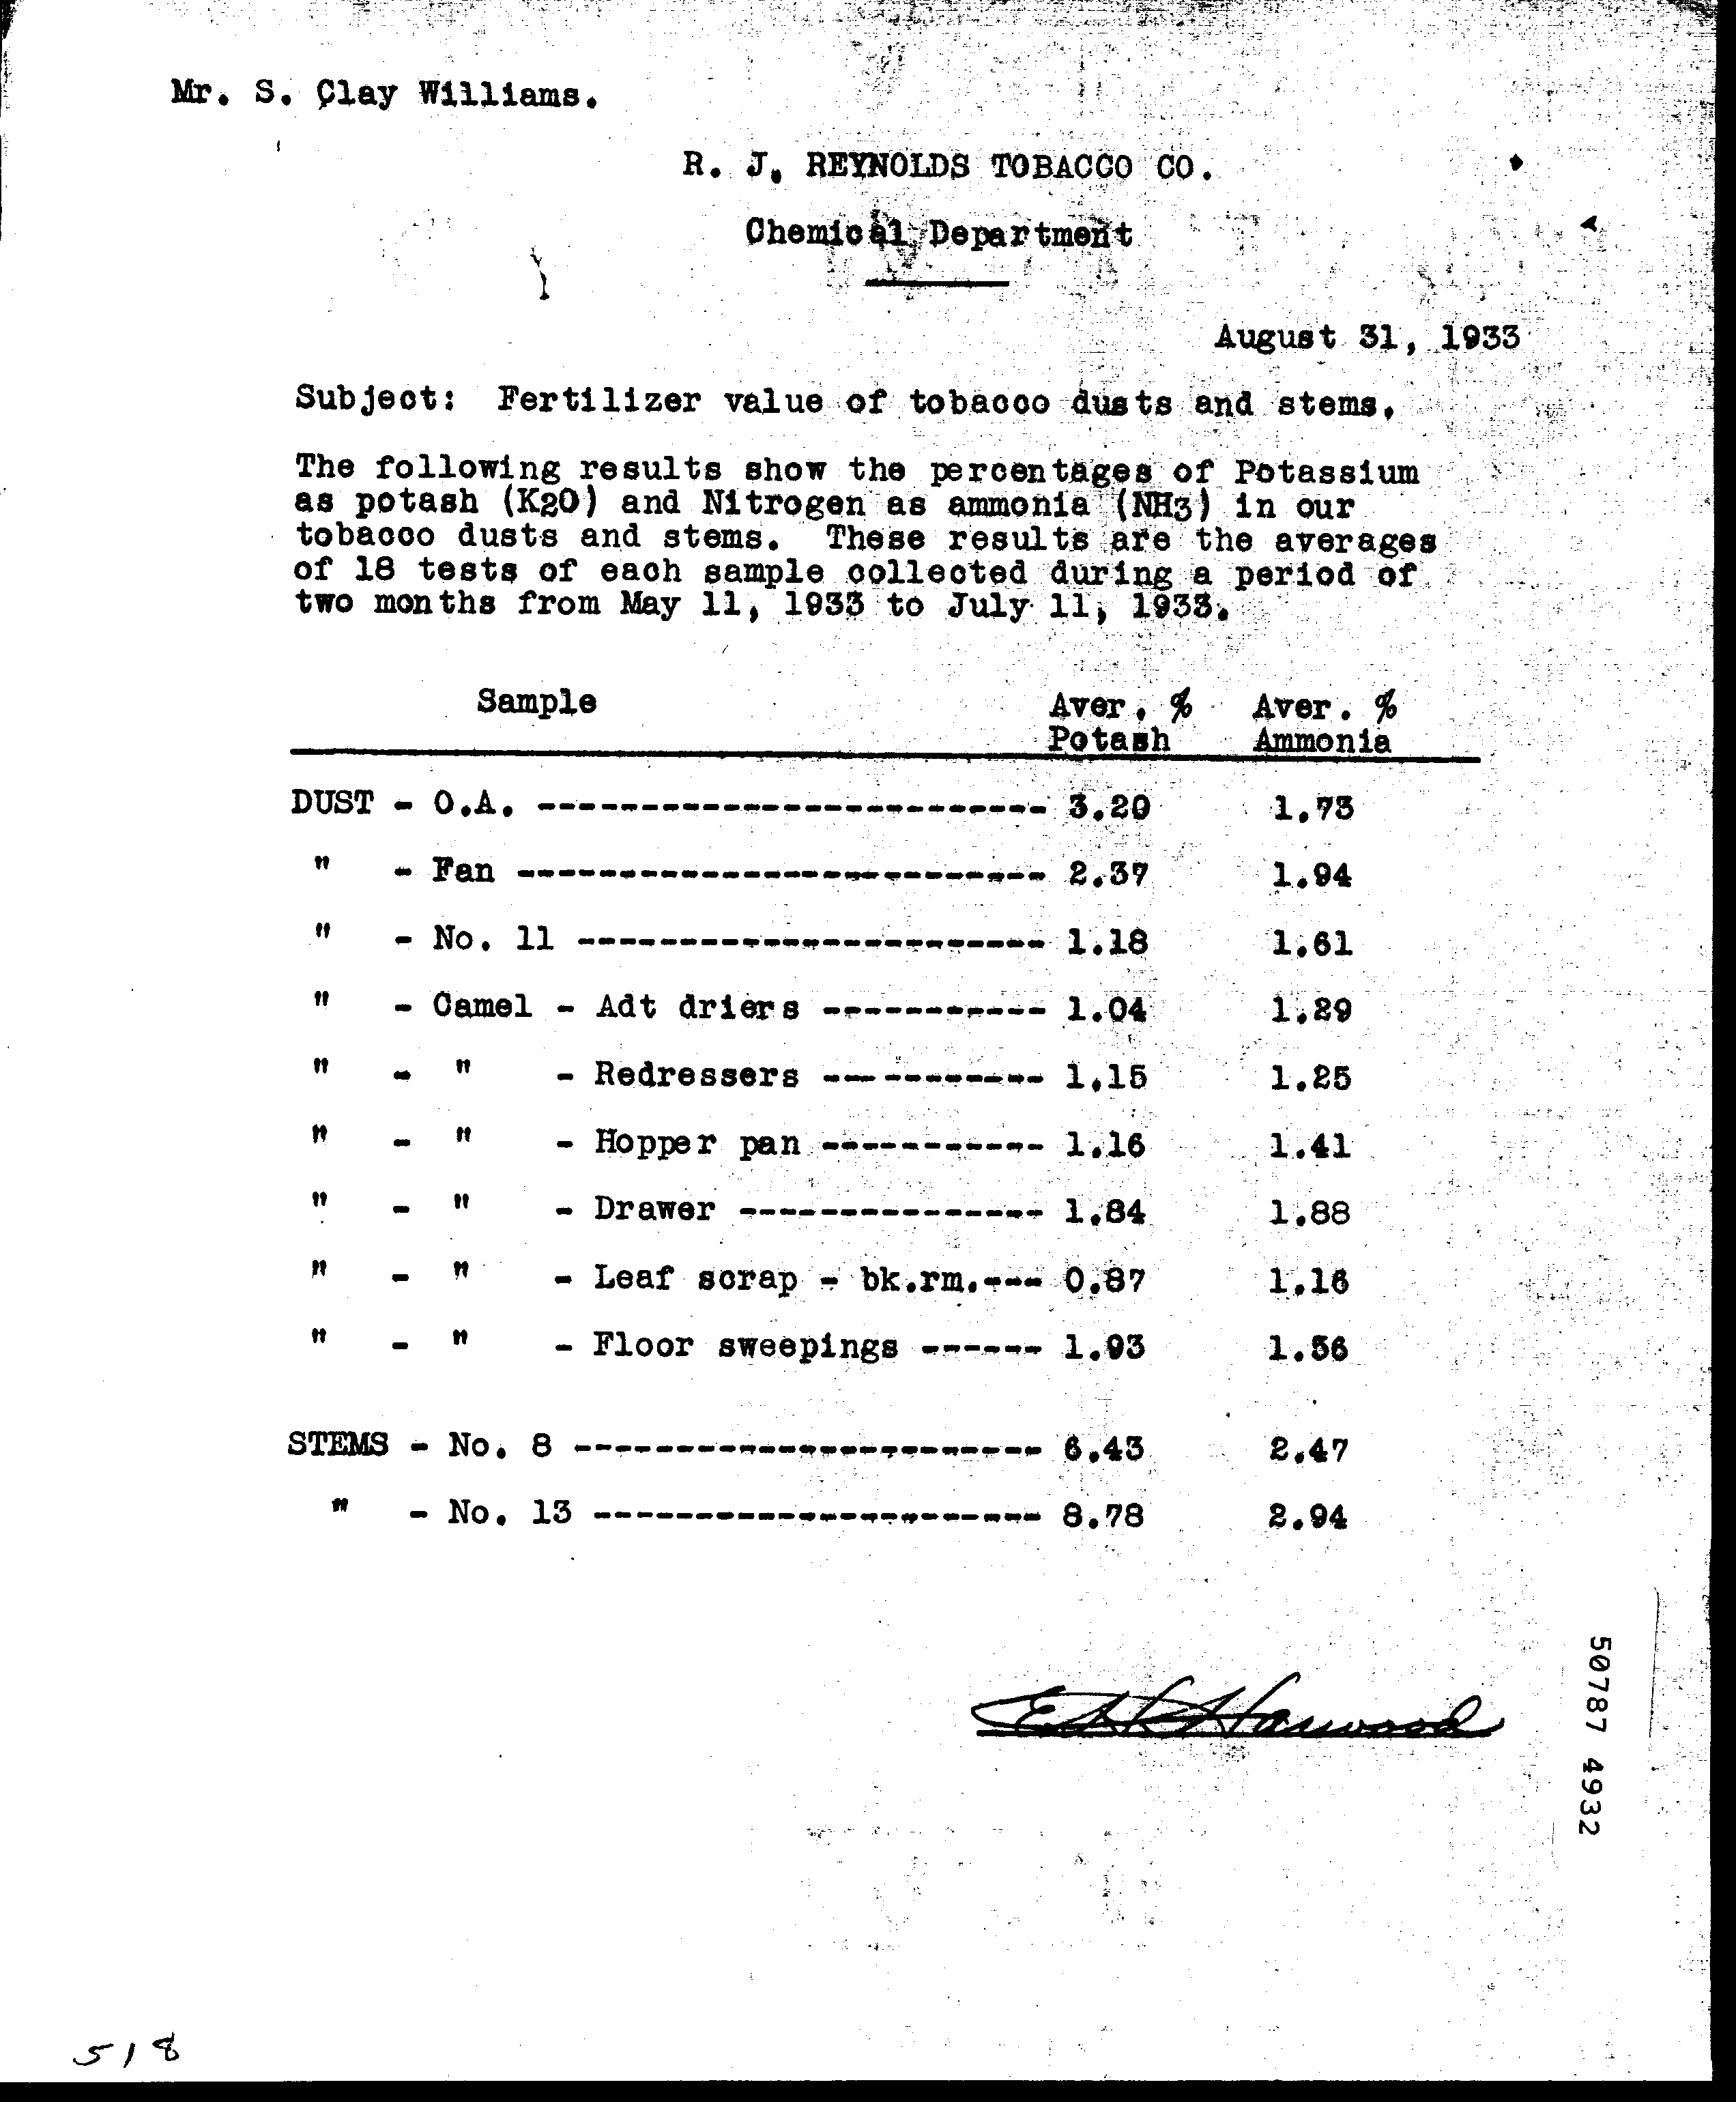 Mr. S. Clay Williams.
R. J. REYNOLDS TOBACCO CO.
Chemical Department
August 31, 1933
Subject: Fertilizer value of tobacco dusts and stems.
The following results show the percentages of Potassium
as potash (K2O) and Nitrogen as ammonia (NH3) in our
tobacco dusts and stems. These results are the averages
of 18 tests of each sample collected during a period of
two months from May 11, 1933 to July 11, 1933.
Sample Aver. % Aver. %
Potash Ammonia
DUST - O.A. ------------------------- 3.20 1.73
" - Fan -------------------------- 2.37 1.94
" - No. 11 ----------------------- 1.18 1.61
" - Camel - Adt driers ----------- 1.04 1.29
" - " - Redressers ----------- 1.15 1.25
" - " - Hopper pan ----------- 1.16 1.41
" - " - Drawer --------------- 1.84 1.88
" - " - Leaf scrap - bk.rm.--- 0.87 1.16
" - " - Floor sweepings ------ 1.93 1.56
STEMS - No. 8 ----------------------- 6.43 2.47
" - No. 13 ---------------------- 8.78 2.94
Harwood
50787 4932
518